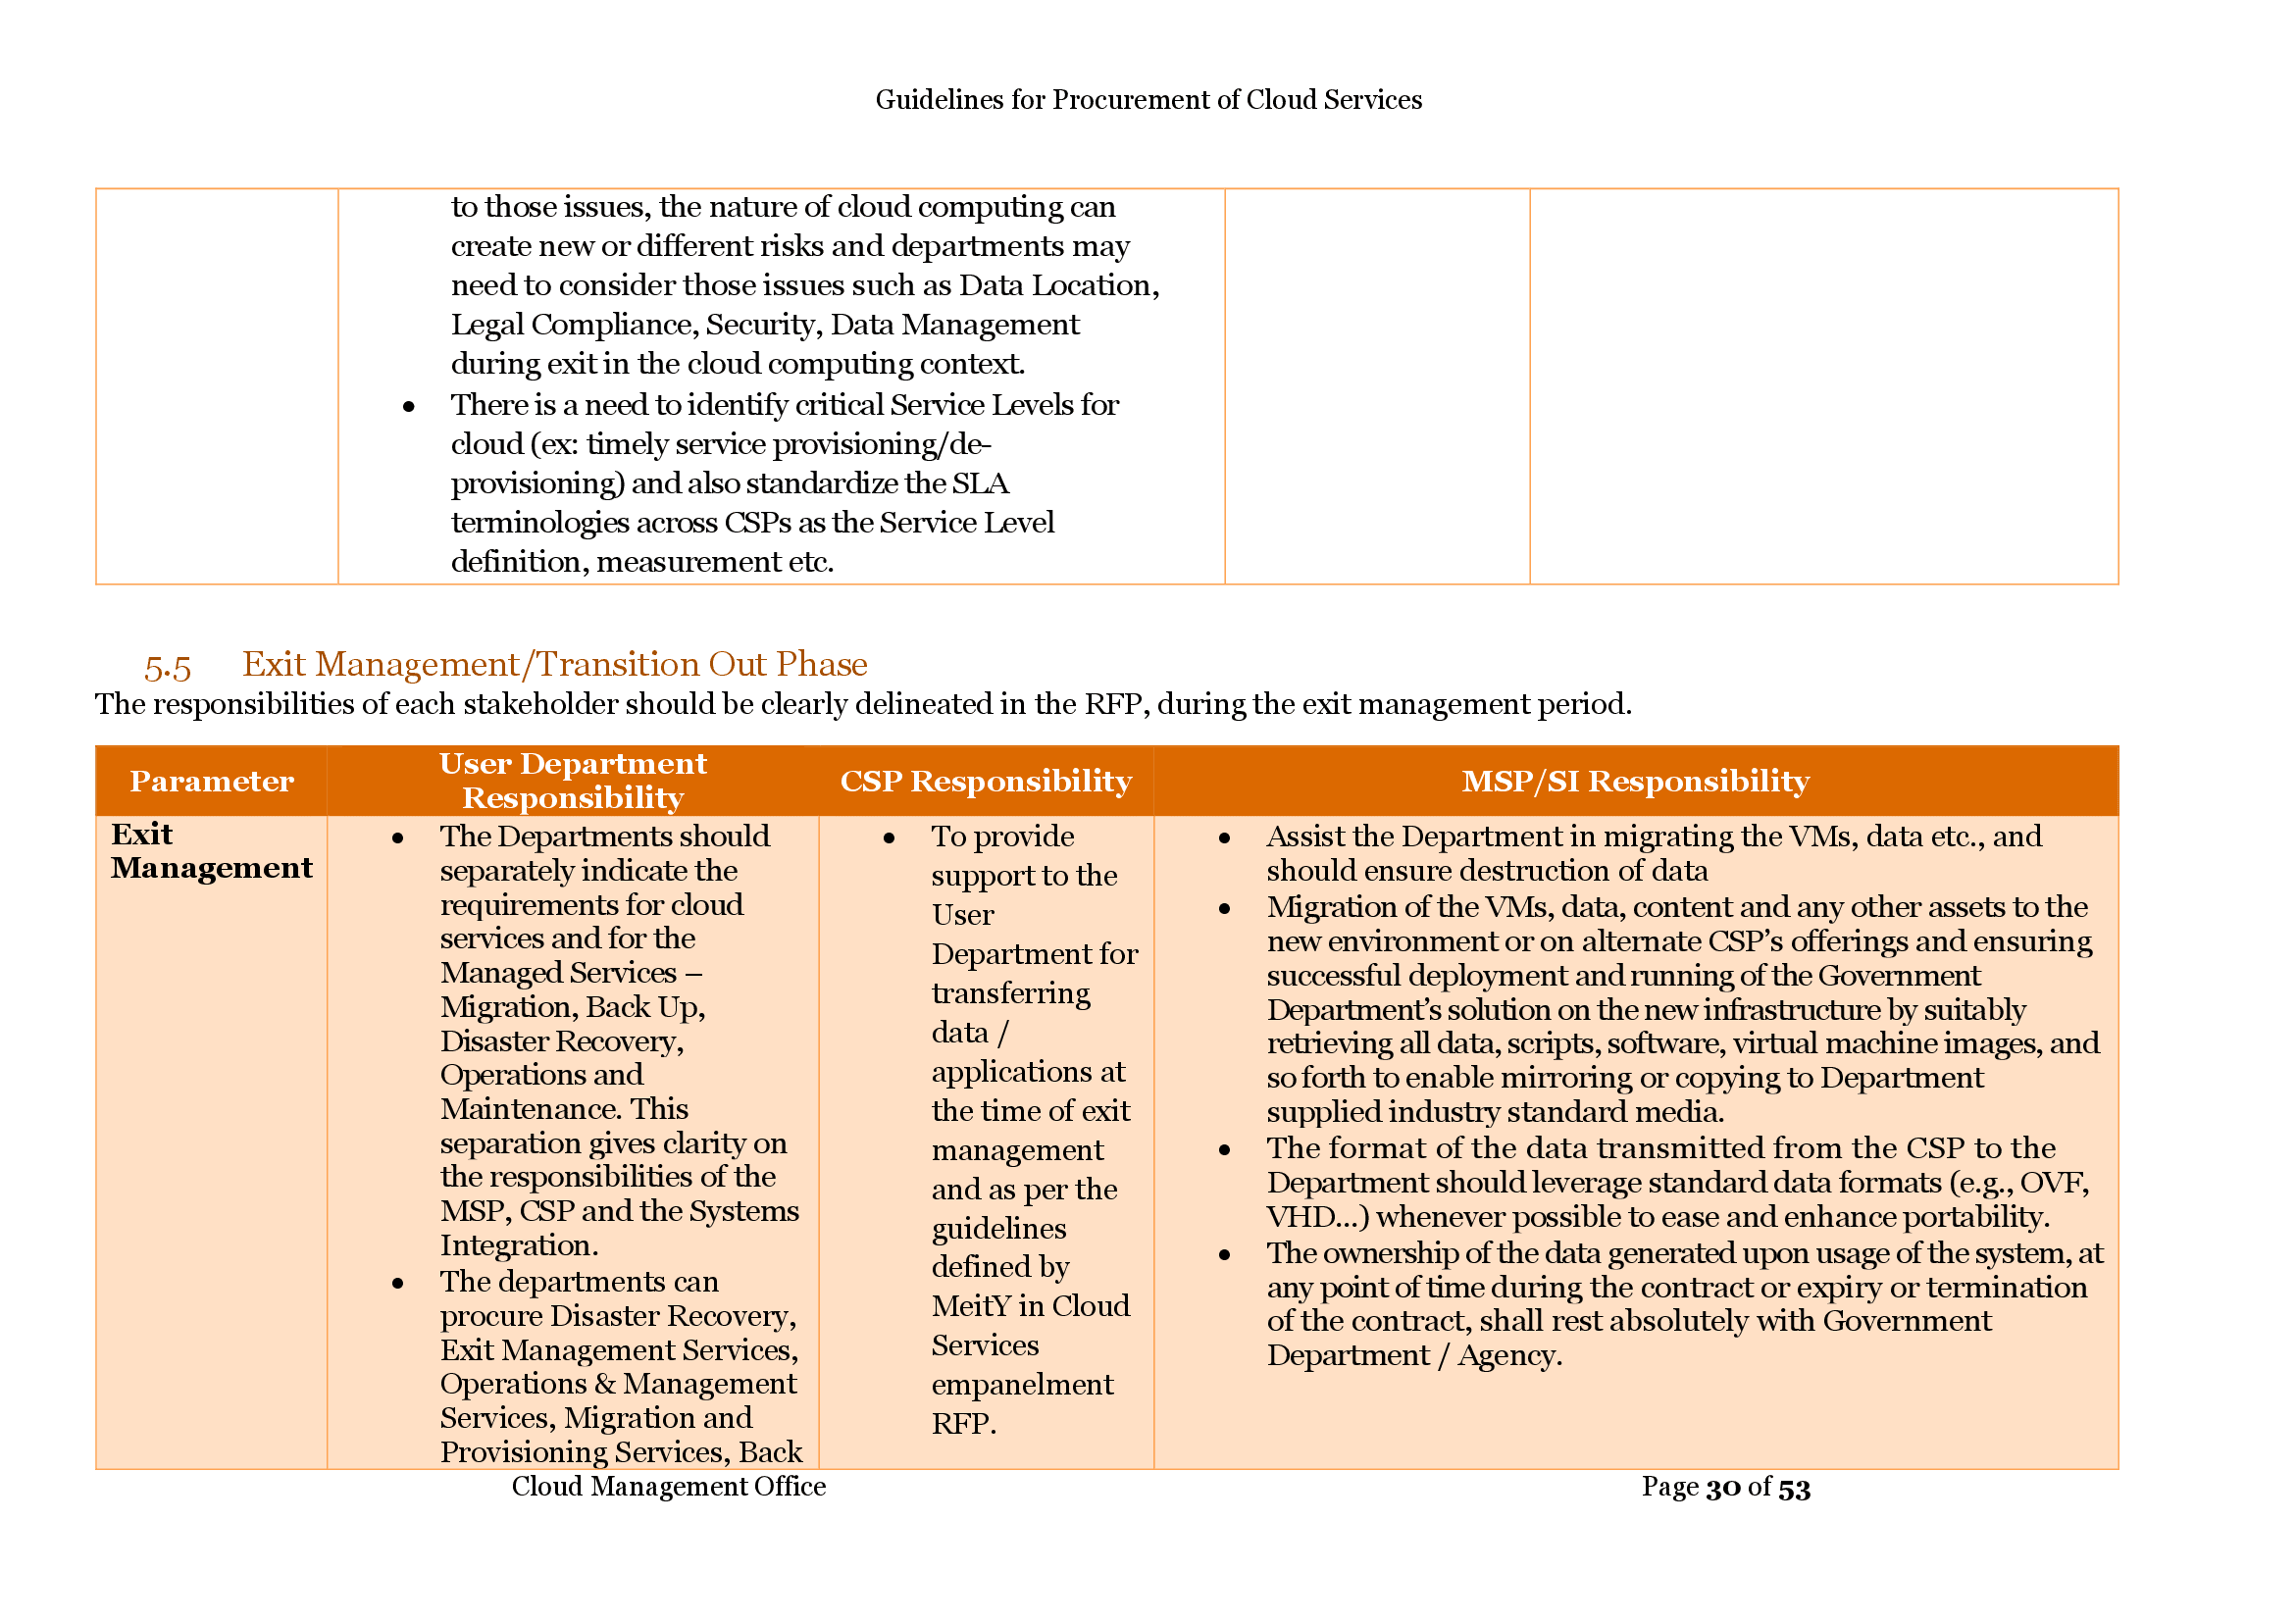 Guidelines for Procurement of Cloud Services
to those issues, the nature of cloud computing can
create new or different risks and departments may
need to consider those issues such as Data Location,
Legal Compliance, Security, Data Management
during exit in the cloud computing context.
• There is a need to identify critical Service Levels for
cloud (ex: timely service provisioning/de-
provisioning) and also standardize the SLA
terminologies across CSPs as the Service Level
definition, measurement etc.
5.5 Exit Management/Transition Out Phase
The responsibilities of each stakeholder should be clearly delineated in the RFP, during the exit management period.
Parameter
User Department
Responsibility
CSP Responsibility
MSP/SI Responsibility
Exit
Management
• The Departments should
separately indicate the
requirements for cloud
services and for the
Managed Services –
Migration, Back Up,
Disaster Recovery,
Operations and
Maintenance. This
separation gives clarity on
the responsibilities of the
MSP, CSP and the Systems
Integration.
• The departments can
procure Disaster Recovery,
Exit Management Services,
Operations & Management
Services, Migration and
Provisioning Services, Back
• To provide
support to the
User
Department for
transferring
data /
applications at
the time of exit
management
and as per the
guidelines
defined by
MeitY in Cloud
Services
empanelment
RFP.
• Assist the Department in migrating the VMs, data etc., and
should ensure destruction of data
• Migration of the VMs, data, content and any other assets to the
new environment or on alternate CSP’s offerings and ensuring
successful deployment and running of the Government
Department’s solution on the new infrastructure by suitably
retrieving all data, scripts, software, virtual machine images, and
so forth to enable mirroring or copying to Department
supplied industry standard media.
• The format of the data transmitted from the CSP to the
Department should leverage standard data formats (e.g., OVF,
VHD…) whenever possible to ease and enhance portability.
• The ownership of the data generated upon usage of the system, at
any point of time during the contract or expiry or termination
of the contract, shall rest absolutely with Government
Department / Agency.
Cloud Management Office
Page 30 of 53